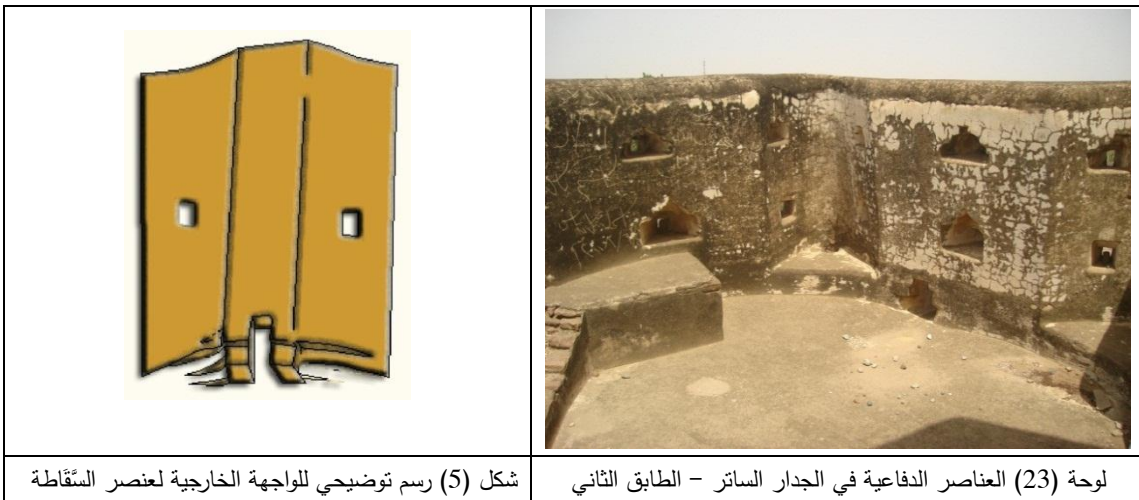 لوحة (23) العناصر الدفاعية في الجدار الساتر – الطابق الثاني
شكل (5) رسم توضيحي للواجهة الخارجية لعنصر السَّقَاطة